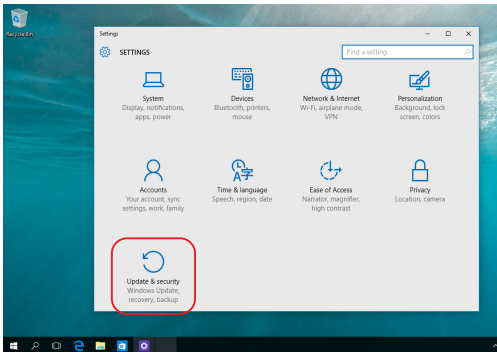 Recycle Bin
Settings
SETTINGS
Find a setting
System
Display, notifications,
apps, power
Devices
Bluetooth, printers,
mouse
Network & Internet
Wi-Fi, airplane mode,
VPN
Personalization
Background, lock
screen, colors
Accounts
Your account, sync
settings, work, family
Time & language
Speech, region, date
Ease of Access
Narrator, magnifier,
high contrast
Privacy
Location, camera
Update & security
Windows Update,
recovery, backup